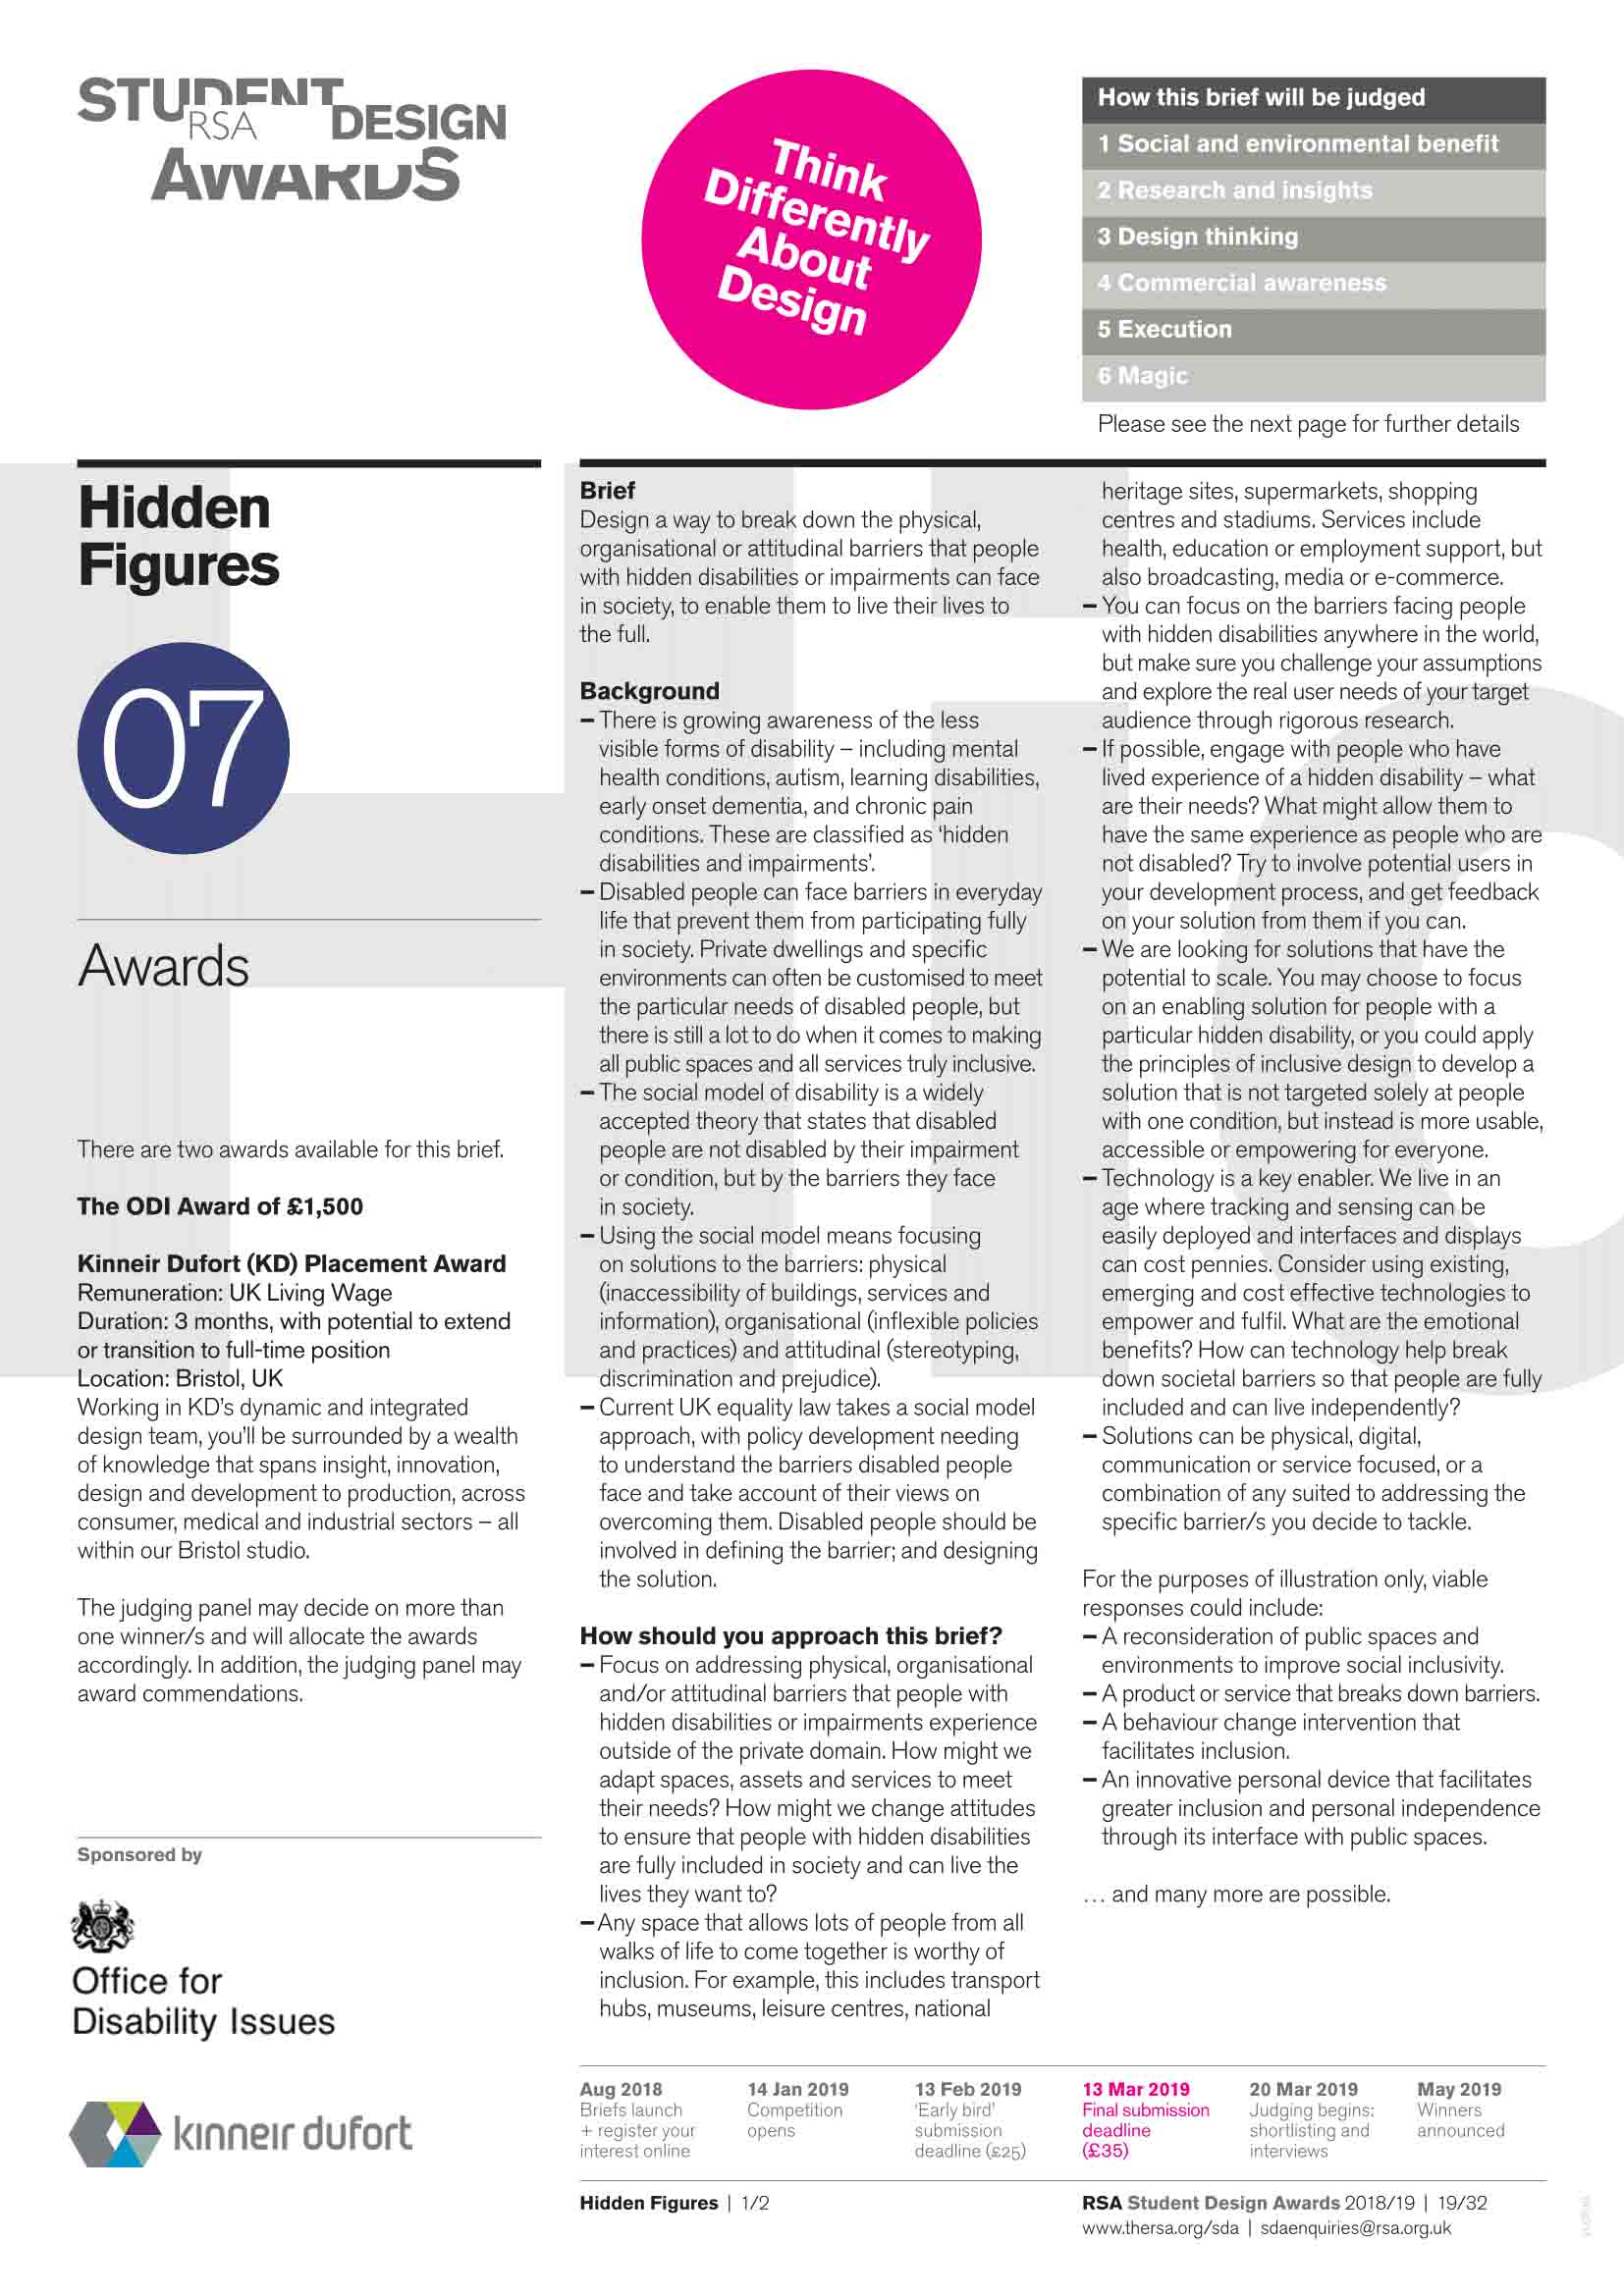 STUDENT
RSA DESIGN
AWARDS
Think
Differently
About
Design
How this brief will be judged
1 Social and environmental benefit
2 Research and insights
3 Design thinking
4 Commercial awareness
5 Execution
6 Magic
Please see the next page for further details
Hidden
Figures
07
Awards
There are two awards available for this brief.
The ODI Award of £1,500
Kinneir Dufort (KD) Placement Award
Remuneration: UK Living Wage
Duration: 3 months, with potential to extend
or transition to full-time position
Location: Bristol, UK
Working in KD's dynamic and integrated
design team, you'll be surrounded by a wealth
of knowledge that spans insight, innovation,
design and development to production, across
consumer, medical and industrial sectors – all
within our Bristol studio.
The judging panel may decide on more than
one winner/s and will allocate the awards
accordingly. In addition, the judging panel may
award commendations.
Sponsored by
Office for
Disability Issues
kinneir dufort
Brief
Design a way to break down the physical,
organisational or attitudinal barriers that people
with hidden disabilities or impairments can face
in society, to enable them to live their lives to
the full.
Background
– There is growing awareness of the less
visible forms of disability – including mental
health conditions, autism, learning disabilities,
early onset dementia, and chronic pain
conditions. These are classified as 'hidden
disabilities and impairments'.
– Disabled people can face barriers in everyday
life that prevent them from participating fully
in society. Private dwellings and specific
environments can often be customised to meet
the particular needs of disabled people, but
there is still a lot to do when it comes to making
all public spaces and all services truly inclusive.
– The social model of disability is a widely
accepted theory that states that disabled
people are not disabled by their impairment
or condition, but by the barriers they face
in society.
– Using the social model means focusing
on solutions to the barriers: physical
(inaccessibility of buildings, services and
information), organisational (inflexible policies
and practices) and attitudinal (stereotyping,
discrimination and prejudice).
– Current UK equality law takes a social model
approach, with policy development needing
to understand the barriers disabled people
face and take account of their views on
overcoming them. Disabled people should be
involved in defining the barrier; and designing
the solution.
How should you approach this brief?
– Focus on addressing physical, organisational
and/or attitudinal barriers that people with
hidden disabilities or impairments experience
outside of the private domain. How might we
adapt spaces, assets and services to meet
their needs? How might we change attitudes
to ensure that people with hidden disabilities
are fully included in society and can live the
lives they want to?
– Any space that allows lots of people from all
walks of life to come together is worthy of
inclusion. For example, this includes transport
hubs, museums, leisure centres, national
heritage sites, supermarkets, shopping
centres and stadiums. Services include
health, education or employment support, but
also broadcasting, media or e-commerce.
– You can focus on the barriers facing people
with hidden disabilities anywhere in the world,
but make sure you challenge your assumptions
and explore the real user needs of your target
audience through rigorous research.
– If possible, engage with people who have
lived experience of a hidden disability – what
are their needs? What might allow them to
have the same experience as people who are
not disabled? Try to involve potential users in
your development process, and get feedback
on your solution from them if you can.
– We are looking for solutions that have the
potential to scale. You may choose to focus
on an enabling solution for people with a
particular hidden disability, or you could apply
the principles of inclusive design to develop a
solution that is not targeted solely at people
with one condition, but instead is more usable,
accessible or empowering for everyone.
– Technology is a key enabler. We live in an
age where tracking and sensing can be
easily deployed and interfaces and displays
can cost pennies. Consider using existing,
emerging and cost effective technologies to
empower and fulfil. What are the emotional
benefits? How can technology help break
down societal barriers so that people are fully
included and can live independently?
– Solutions can be physical, digital,
communication or service focused, or a
combination of any suited to addressing the
specific barrier/s you decide to tackle.
For the purposes of illustration only, viable
responses could include:
– A reconsideration of public spaces and
environments to improve social inclusivity.
– A product or service that breaks down barriers.
– A behaviour change intervention that
facilitates inclusion.
– An innovative personal device that facilitates
greater inclusion and personal independence
through its interface with public spaces.
… and many more are possible.
Aug 2018
Briefs launch
+ register your
interest online
14 Jan 2019
Competition
opens
13 Feb 2019
'Early bird'
submission
deadline (£25)
13 Mar 2019
Final submission
deadline
(£35)
20 Mar 2019
Judging begins:
shortlisting and
interviews
May 2019
Winners
announced
Hidden Figures | 1/2
RSA Student Design Awards 2018/19 | 19/32
www.thersa.org/sda | sdaenquiries@rsa.org.uk